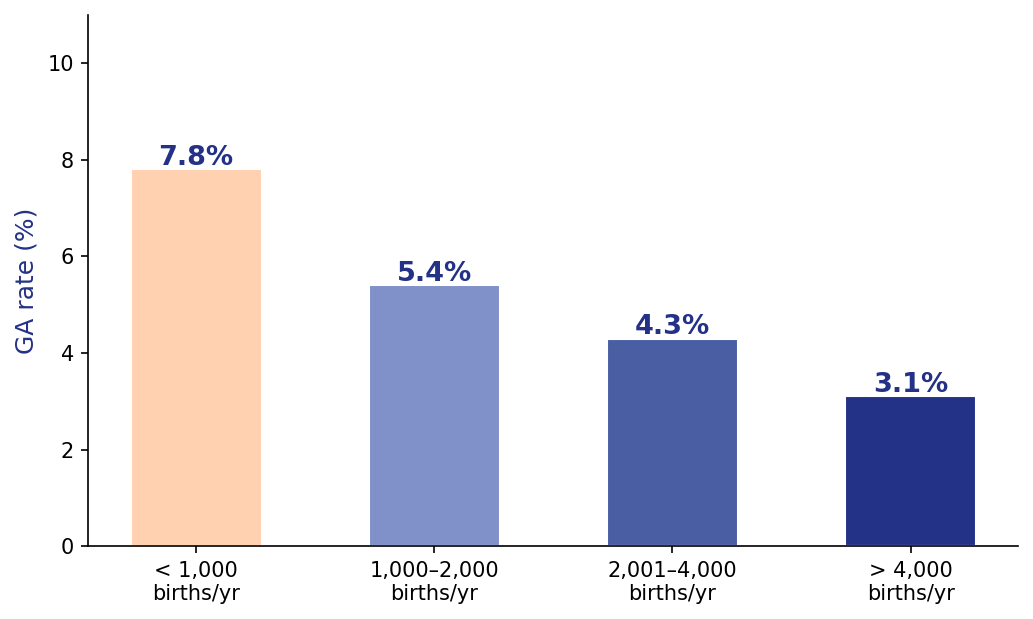 GA rate (%)
10
8
6
4
2
0
7.8%
5.4%
4.3%
3.1%
< 1,000
births/yr
1,000–2,000
births/yr
2,001–4,000
births/yr
> 4,000
births/yr